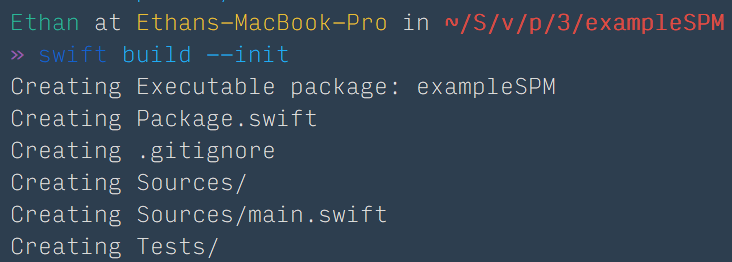 Ethan at Ethans-MacBook-Pro in ~/S/v/p/3/exampleSPM
» swift build --init
Creating Executable package: exampleSPM
Creating Package.swift
Creating .gitignore
Creating Sources/
Creating Sources/main.swift
Creating Tests/